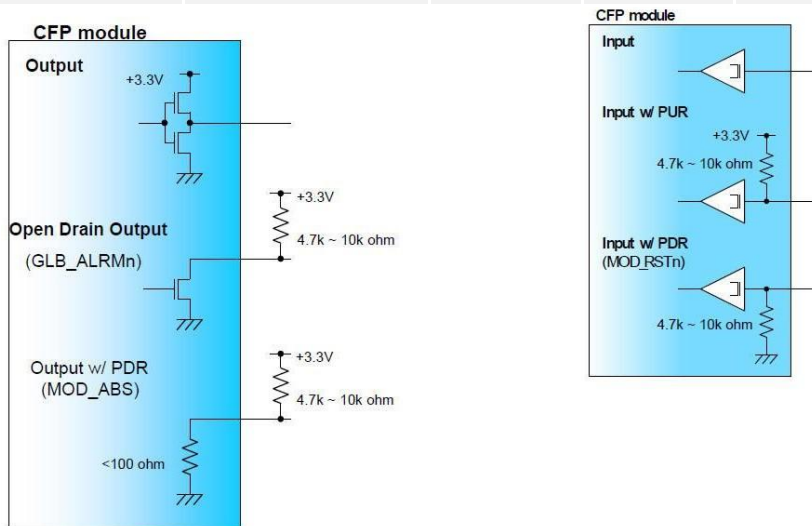 CFP module
Output
+3.3V
+3.3V
4.7k ~ 10k ohm
Open Drain Output
(GLB_ALRMn)
+3.3V
4.7k ~ 10k ohm
Output w/ PDR
(MOD_ABS)
<100 ohm
CFP module
Input
Input w/ PUR
+3.3V
4.7k ~ 10k ohm
Input w/ PDR
(MOD_RSTn)
4.7k ~ 10k ohm